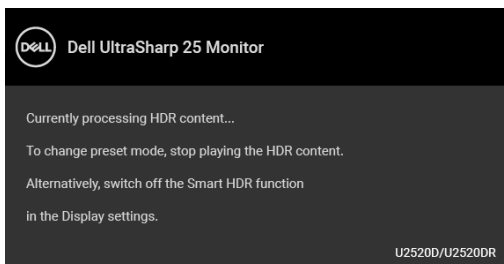 DELL Dell UltraSharp 25 Monitor
Currently processing HDR content...
To change preset mode, stop playing the HDR content.
Alternatively, switch off the Smart HDR function
in the Display settings.
U2520D/U2520DR